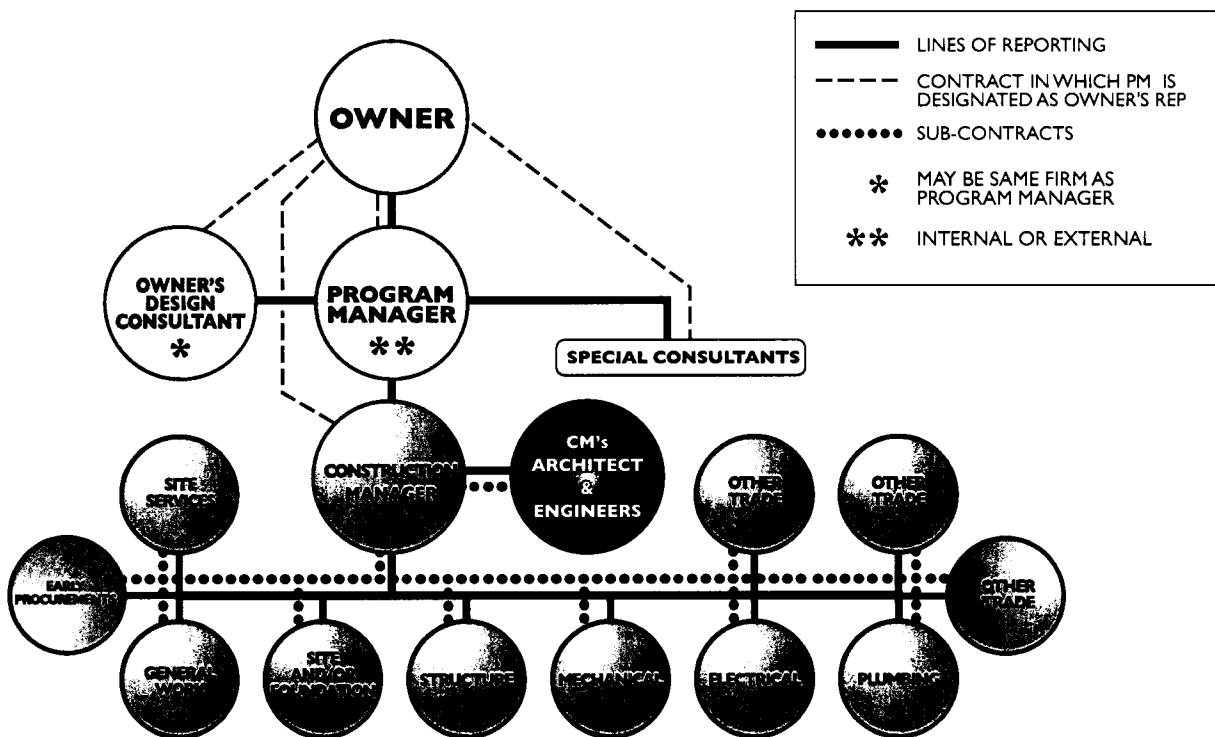 LINES OF REPORTING
CONTRACT IN WHICH PM IS
DESIGNATED AS OWNER'S REP
SUB-CONTRACTS
* MAY BE SAME FIRM AS
PROGRAM MANAGER
** INTERNAL OR EXTERNAL
OWNER
OWNER'S
DESIGN
CONSULTANT
*
PROGRAM
MANAGER
**
SPECIAL CONSULTANTS
CONSTRUCTION
MANAGER
CM's
ARCHITECT
&
ENGINEERS
SITE
SERVICES
OTHER
TRADE
OTHER
TRADE
EARLY
PROCUREMENTS
OTHER
TRADE
GENERAL
WORK
SITE
AND/OR
FOUNDATION
STRUCTURE
MECHANICAL
ELECTRICAL
PLUMBING